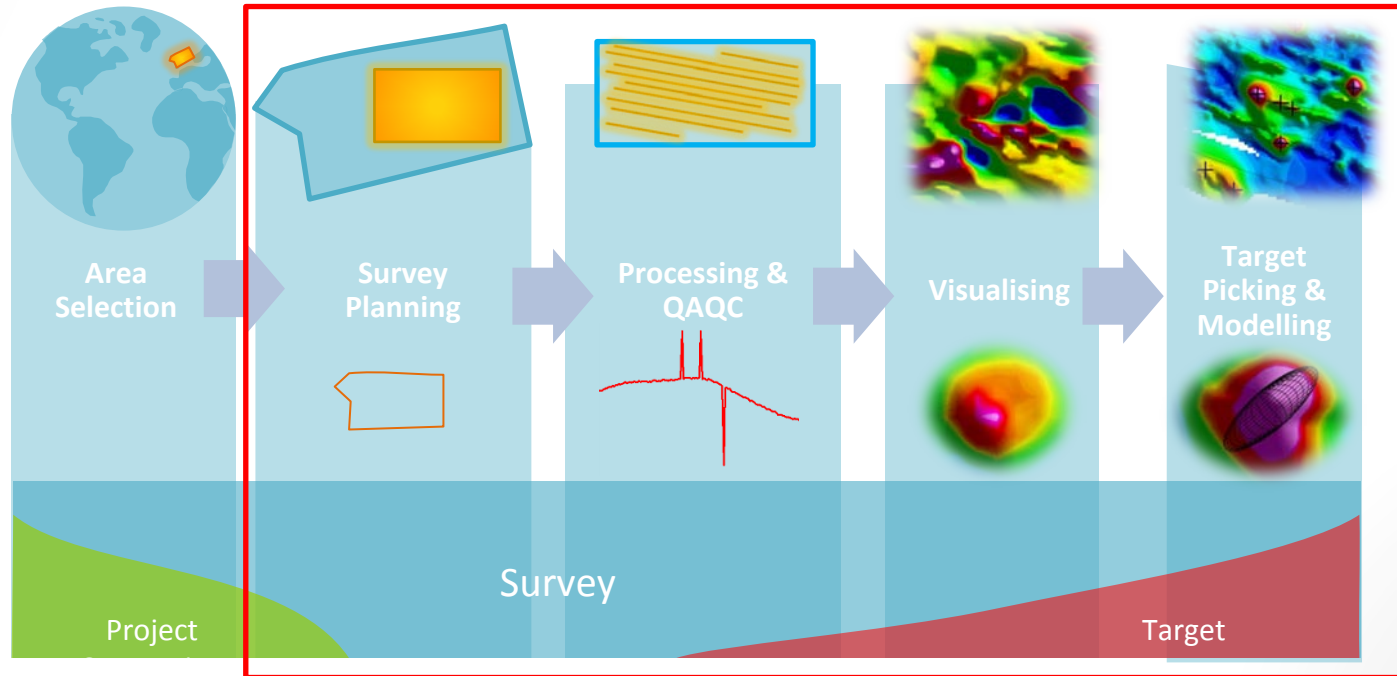 Area
Selection
Survey
Planning
Processing &
QAQC
Visualising
Target
Picking &
Modelling
Survey
Project
Target